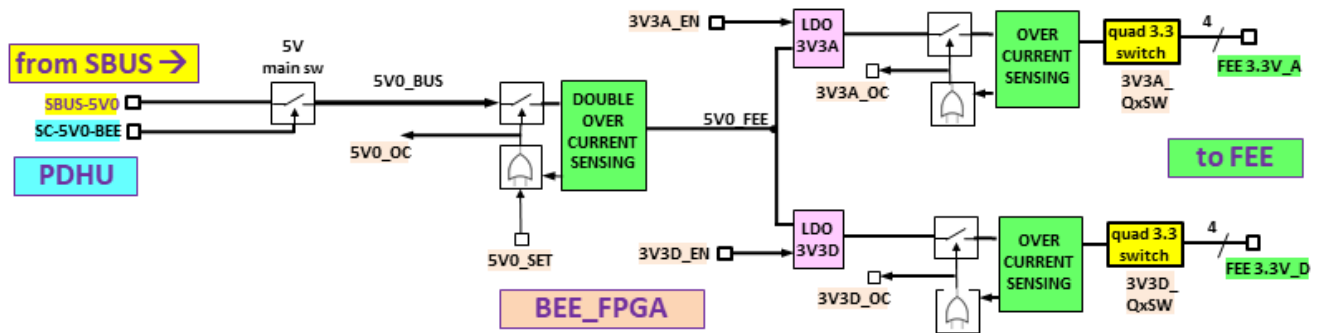 from SBUS →
SBUS-5V0
SC-5V0-BEE
PDHU
5V
main sw
5V0_BUS
5V0_OC
5V0_SET
DOUBLE
OVER
CURRENT
SENSING
5V0_FEE
BEE_FPGA
3V3A_EN
LDO
3V3A
3V3A_OC
OVER
CURRENT
SENSING
quad 3.3
switch
3V3A_
QxSW
4
FEE 3.3V_A
to FEE
3V3D_EN
LDO
3V3D
3V3D_OC
OVER
CURRENT
SENSING
quad 3.3
switch
3V3D_
QxSW
4
FEE 3.3V_D